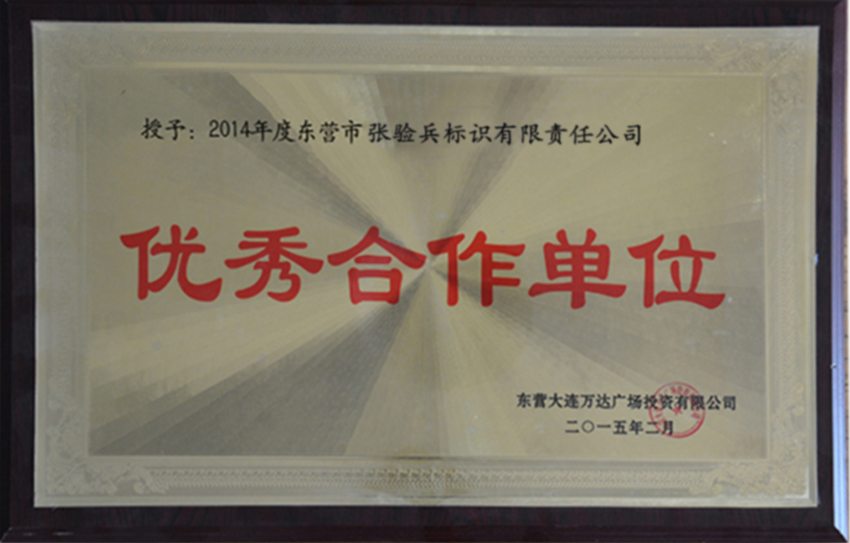 授予：2014年度东营市张验兵标识有限责任公司
优秀合作单位
东营大连万达广场投资有限公司
二〇一五年二月